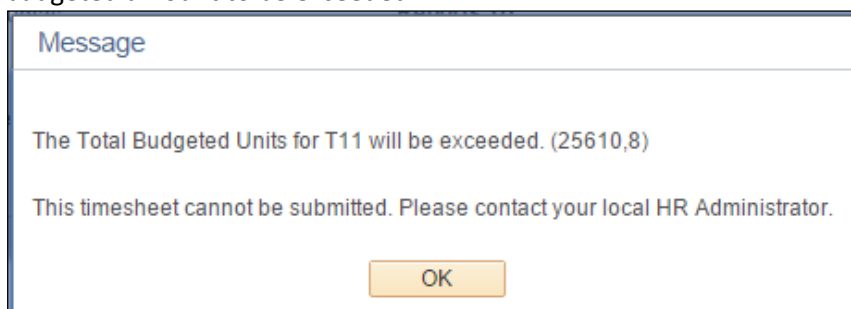 Message
The Total Budgeted Units for T11 will be exceeded. (25610,8)
This timesheet cannot be submitted. Please contact your local HR Administrator.
OK